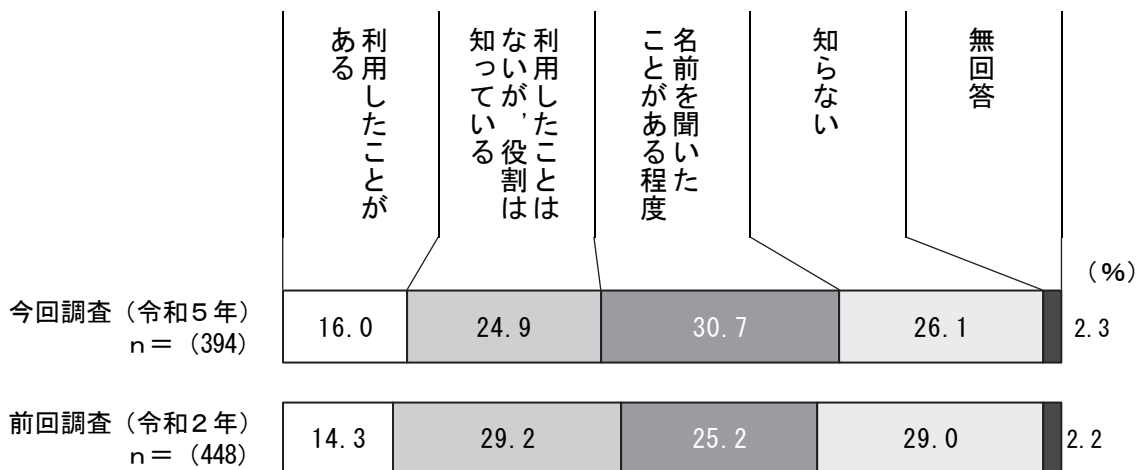 利用したことが
ある
利用したことは
ないが，役割は
知っている
名前を聞いた
ことがある程度
知らない
無回答
（％）
今回調査（令和５年）
ｎ＝（394）
16.0
24.9
30.7
26.1
2.3
前回調査（令和２年）
ｎ＝（448）
14.3
29.2
25.2
29.0
2.2